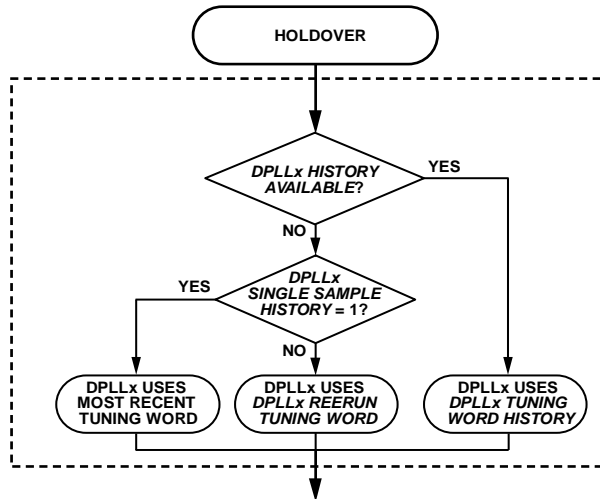 HOLDOVER
DPLLx HISTORY
AVAILABLE?
YES
NO
DPLLx
SINGLE SAMPLE
HISTORY = 1?
YES
NO
DPLLx USES
MOST RECENT
TUNING WORD
DPLLx USES
DPLLx REERUN
TUNING WORD
DPLLx USES
DPLLx TUNING
WORD HISTORY